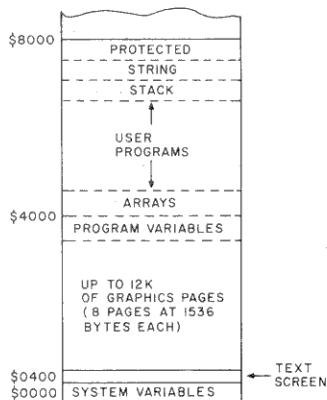 $8000
PROTECTED
STRING
STACK
USER
PROGRAMS
ARRAYS
$4000
PROGRAM VARIABLES
UP TO 12K
OF GRAPHICS PAGES
(8 PAGES AT 1536
BYTES EACH)
TEXT
SCREEN
$0400
$0000 SYSTEM VARIABLES